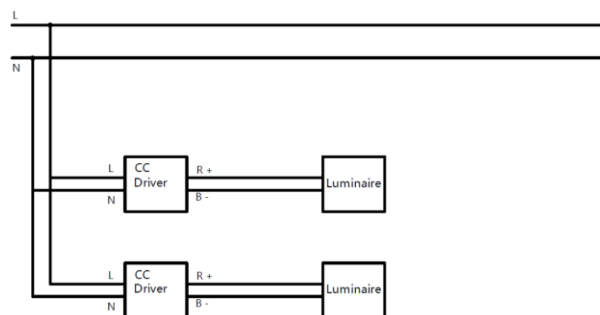 L
N
L
CC
Driver
R +
Luminaire
N
B -
L
CC
Driver
R +
Luminaire
N
B -